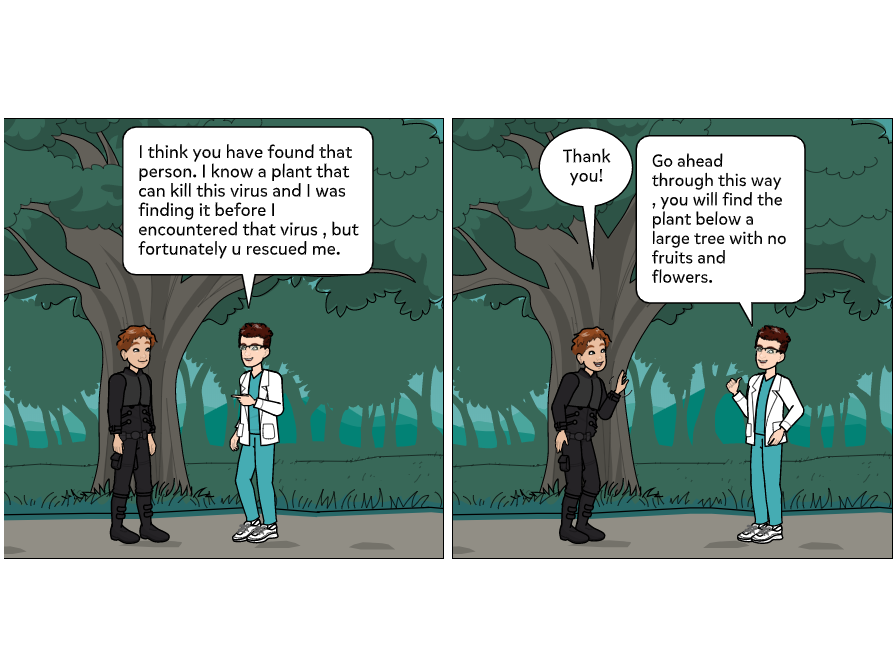 I think you have found that
person. I know a plant that
can kill this virus and I was
finding it before I
encountered that virus , but
fortunately u rescued me.
Thank
you!
Go ahead
through this way
, you will find the
plant below a
large tree with no
fruits and
flowers.